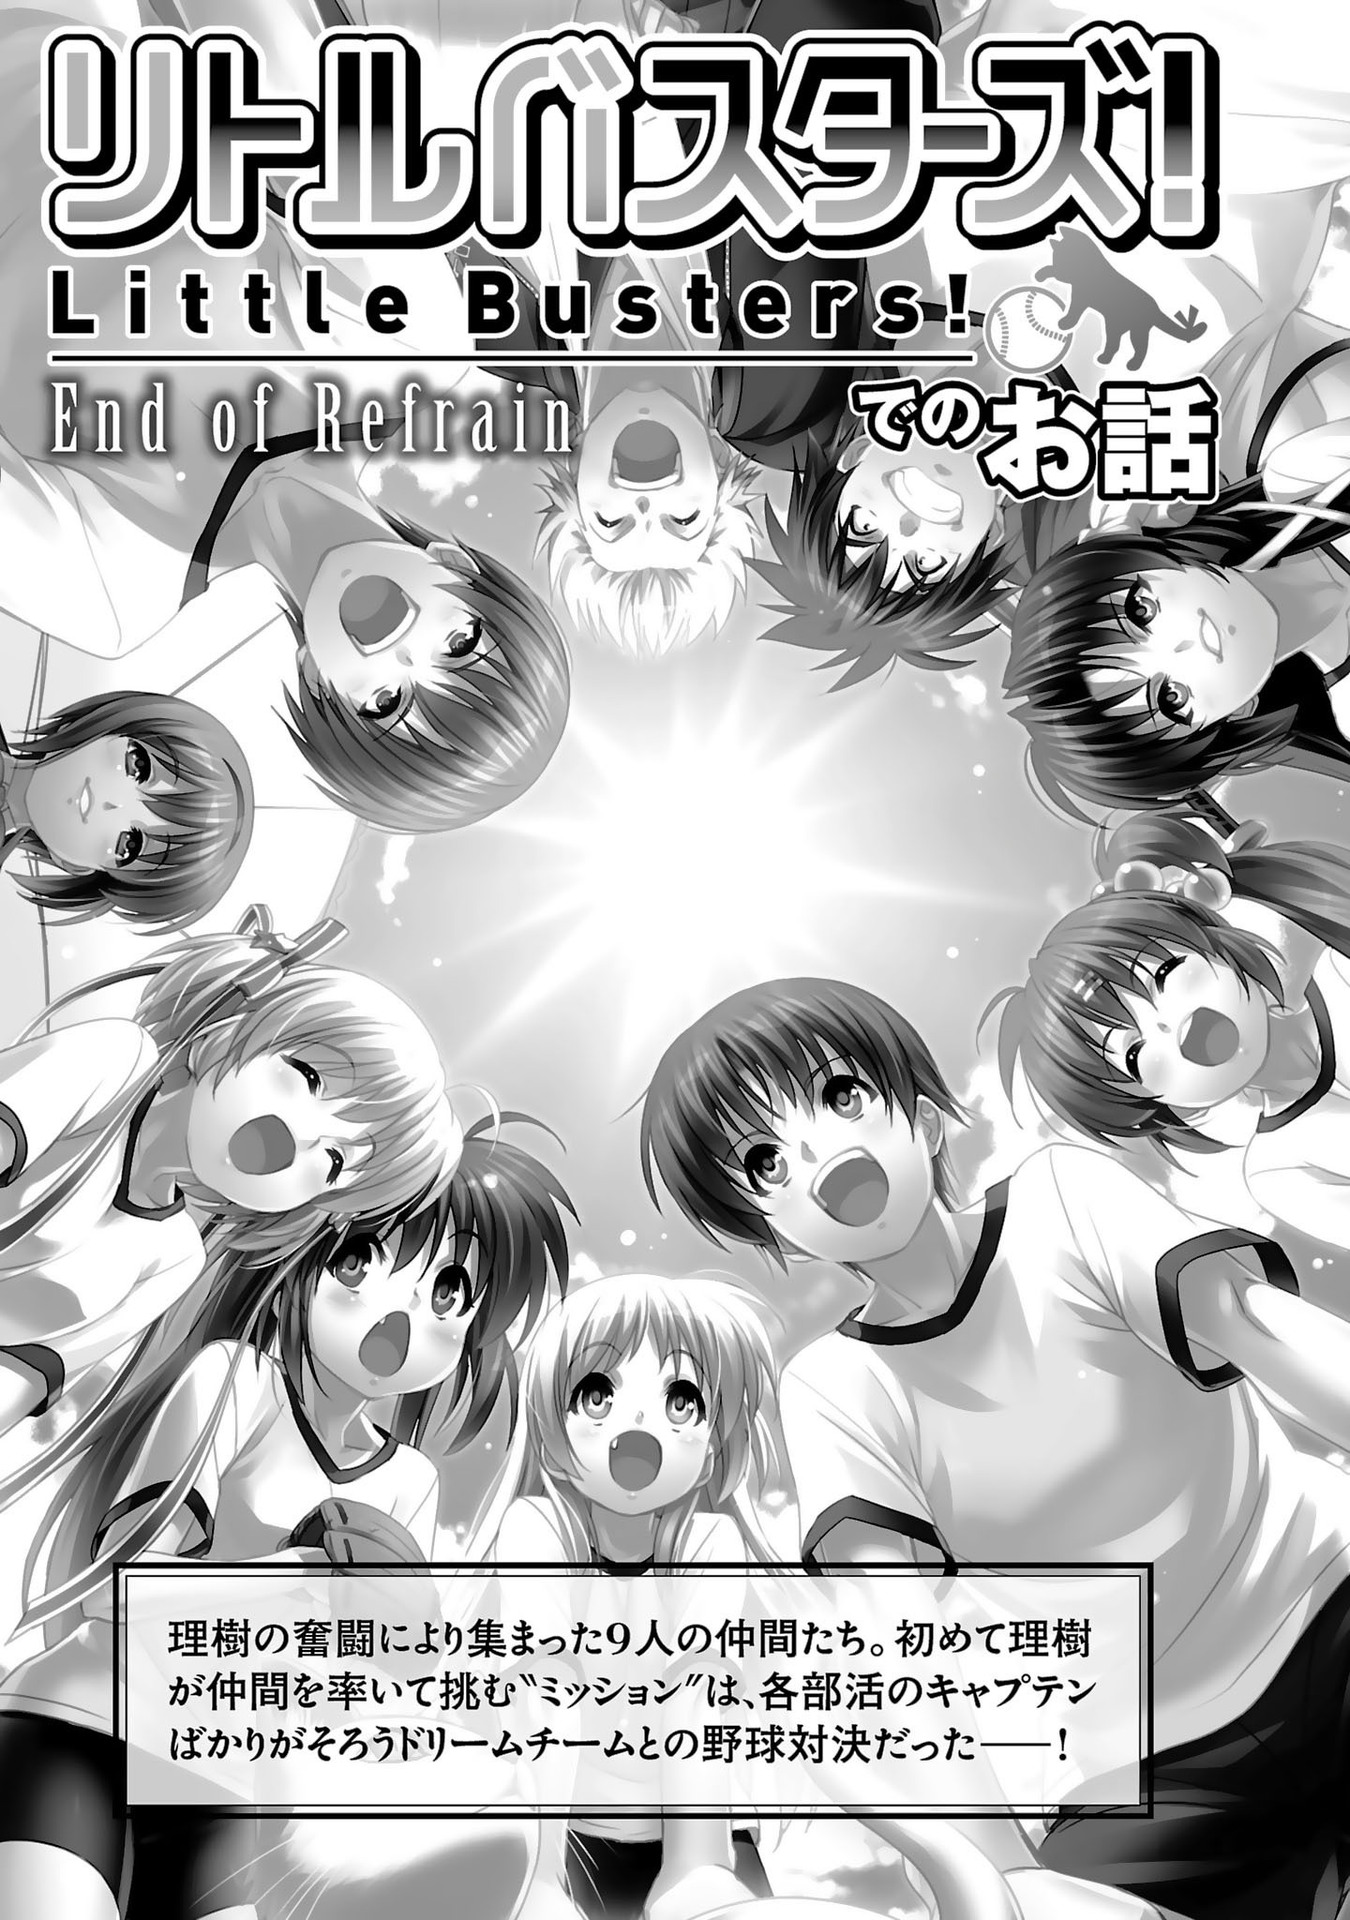 リトルバスターズ！
Little Busters!
End of Refrain
でのお話
理樹の奮闘により集まった9人の仲間たち。初めて理樹
が仲間を率いて挑む〝ミッション〟は、各部活のキャプテン
ばかりがそろうドリームチームとの野球対決だった──！